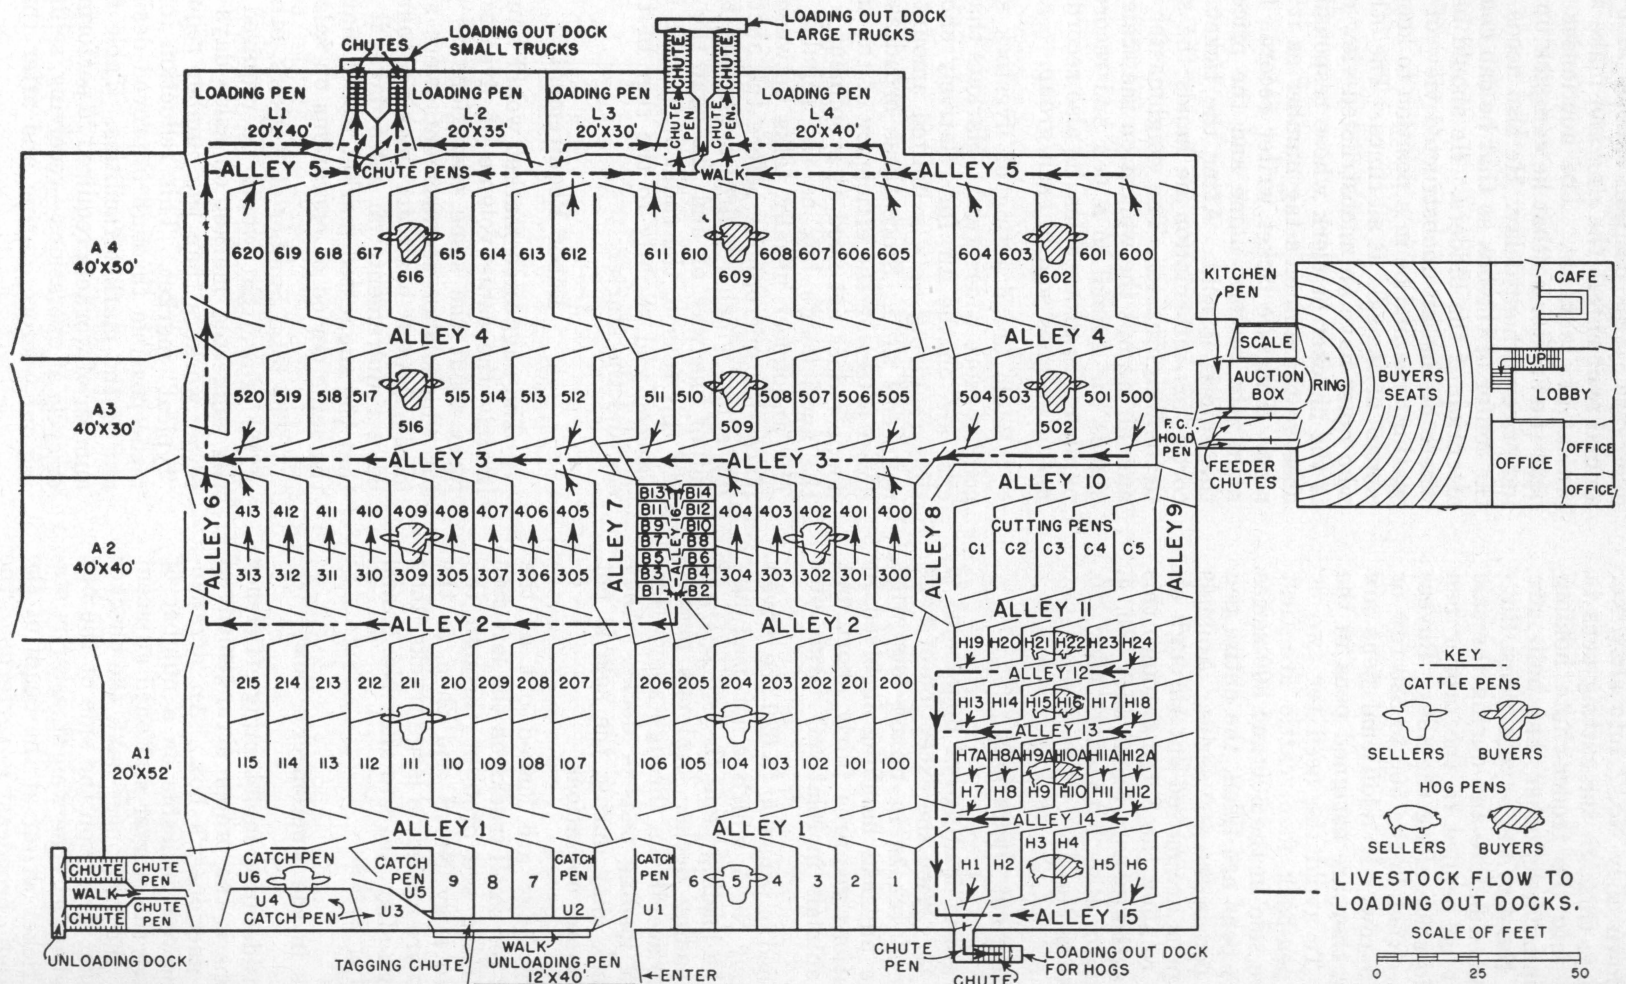 LOADING OUT DOCK
SMALL TRUCKS
LOADING OUT DOCK
LARGE TRUCKS
CHUTES
CHUTE
CHUTE
LOADING PEN
L1
20'X40'
LOADING PEN
L2
20'X35'
LOADING PEN
L3
20'X30'
CHUTE PEN
CHUTE PEN.
LOADING PEN
L4
20'X40'
ALLEY 5
CHUTE PENS
WALK
ALLEY 5
A 4
40'X50'
620 619 618 617 616 615 614 613 612 611 610 609 608 607 606 605 604 603 602 601 600
KITCHEN
PEN
CAFE
ALLEY 4
ALLEY 4
SCALE
AUCTION
BOX
RING
BUYERS
SEATS
UP
LOBBY
A3
40'X30'
520 519 518 517 516 515 514 513 512 511 510 509 508 507 506 505 504 503 502 501 500
F.C.
HOLD
PEN
FEEDER
CHUTES
OFFICE
OFFICE
OFFICE
ALLEY 3
ALLEY 3
ALLEY 6
ALLEY 7
ALLEY 8
ALLEY 9
ALLEY 10
413 412 411 410 409 408 407 406 405
B13 B14
B11 B12
B9 B10
B7 B8
B5 B6
B3 B4
B1 B2
ALLEY 16
404 403 402 401 400
CUTTING PENS
C1 C2 C3 C4 C5
A2
40'X40'
313 312 311 310 309 305 307 306 305
304 303 302 301 300
ALLEY 2
ALLEY 2
ALLEY 11
H19 H20 H21 H22 H23 H24
ALLEY 12
215 214 213 212 211 210 209 208 207 206 205 204 203 202 201 200
H13 H14 H15 H16 H17 H18
ALLEY 13
A1
20'X52'
115 114 113 112 111 110 109 108 107 106 105 104 103 102 101 100
H7A H8A H9A H10A H11A H12A
H7 H8 H9 H10 H11 H12
ALLEY 14
ALLEY 1
ALLEY 1
H1 H2 H3 H4 H5 H6
ALLEY 15
CHUTE
WALK
CHUTE
CHUTE
PEN
CHUTE
PEN
CATCH PEN
U6
U4
CATCH PEN
U3
CATCH
PEN
U5
9 8 7
CATCH
PEN
U2
CATCH
PEN
U1
6 5 4 3 2 1
UNLOADING DOCK
TAGGING CHUTE
WALK
UNLOADING PEN
12'X40'
ENTER
CHUTE
PEN
CHUTE
LOADING OUT DOCK
FOR HOGS
KEY
CATTLE PENS
SELLERS BUYERS
HOG PENS
SELLERS BUYERS
LIVESTOCK FLOW TO
LOADING OUT DOCKS.
SCALE OF FEET
0 25 50